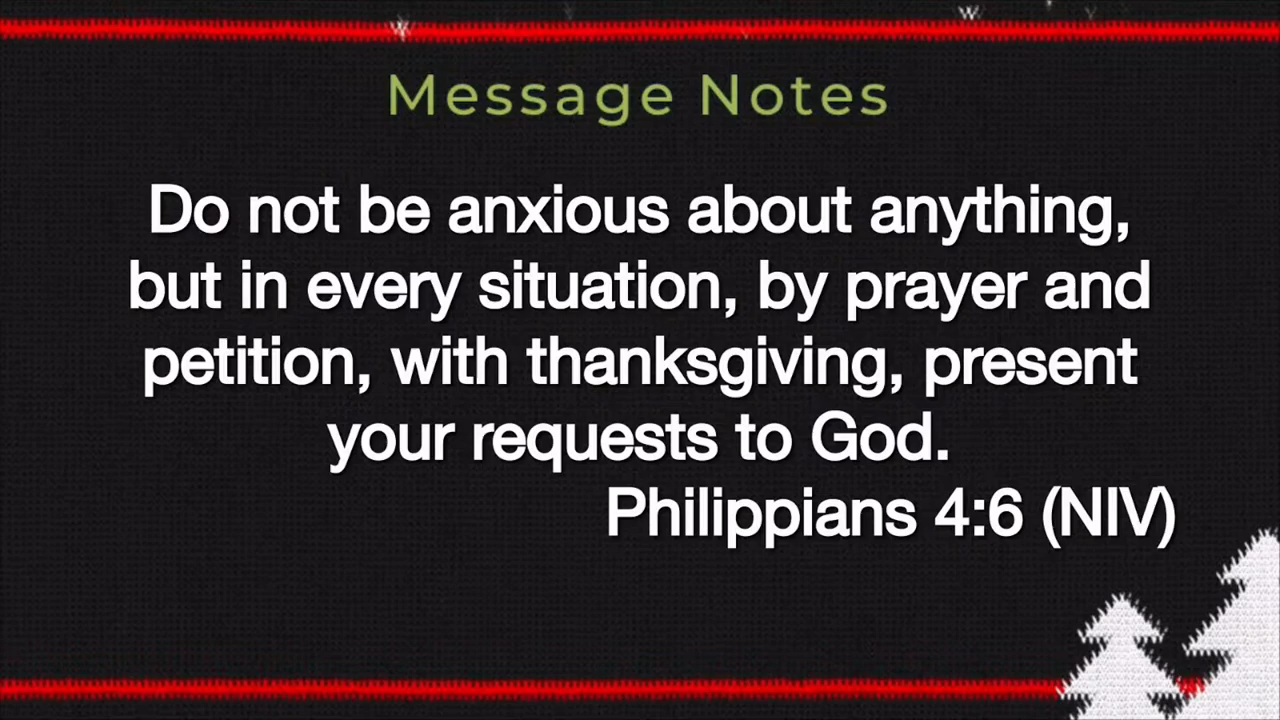 Message Notes
Do not be anxious about anything,
but in every situation, by prayer and
petition, with thanksgiving, present
your requests to God.
Philippians 4:6 (NIV)